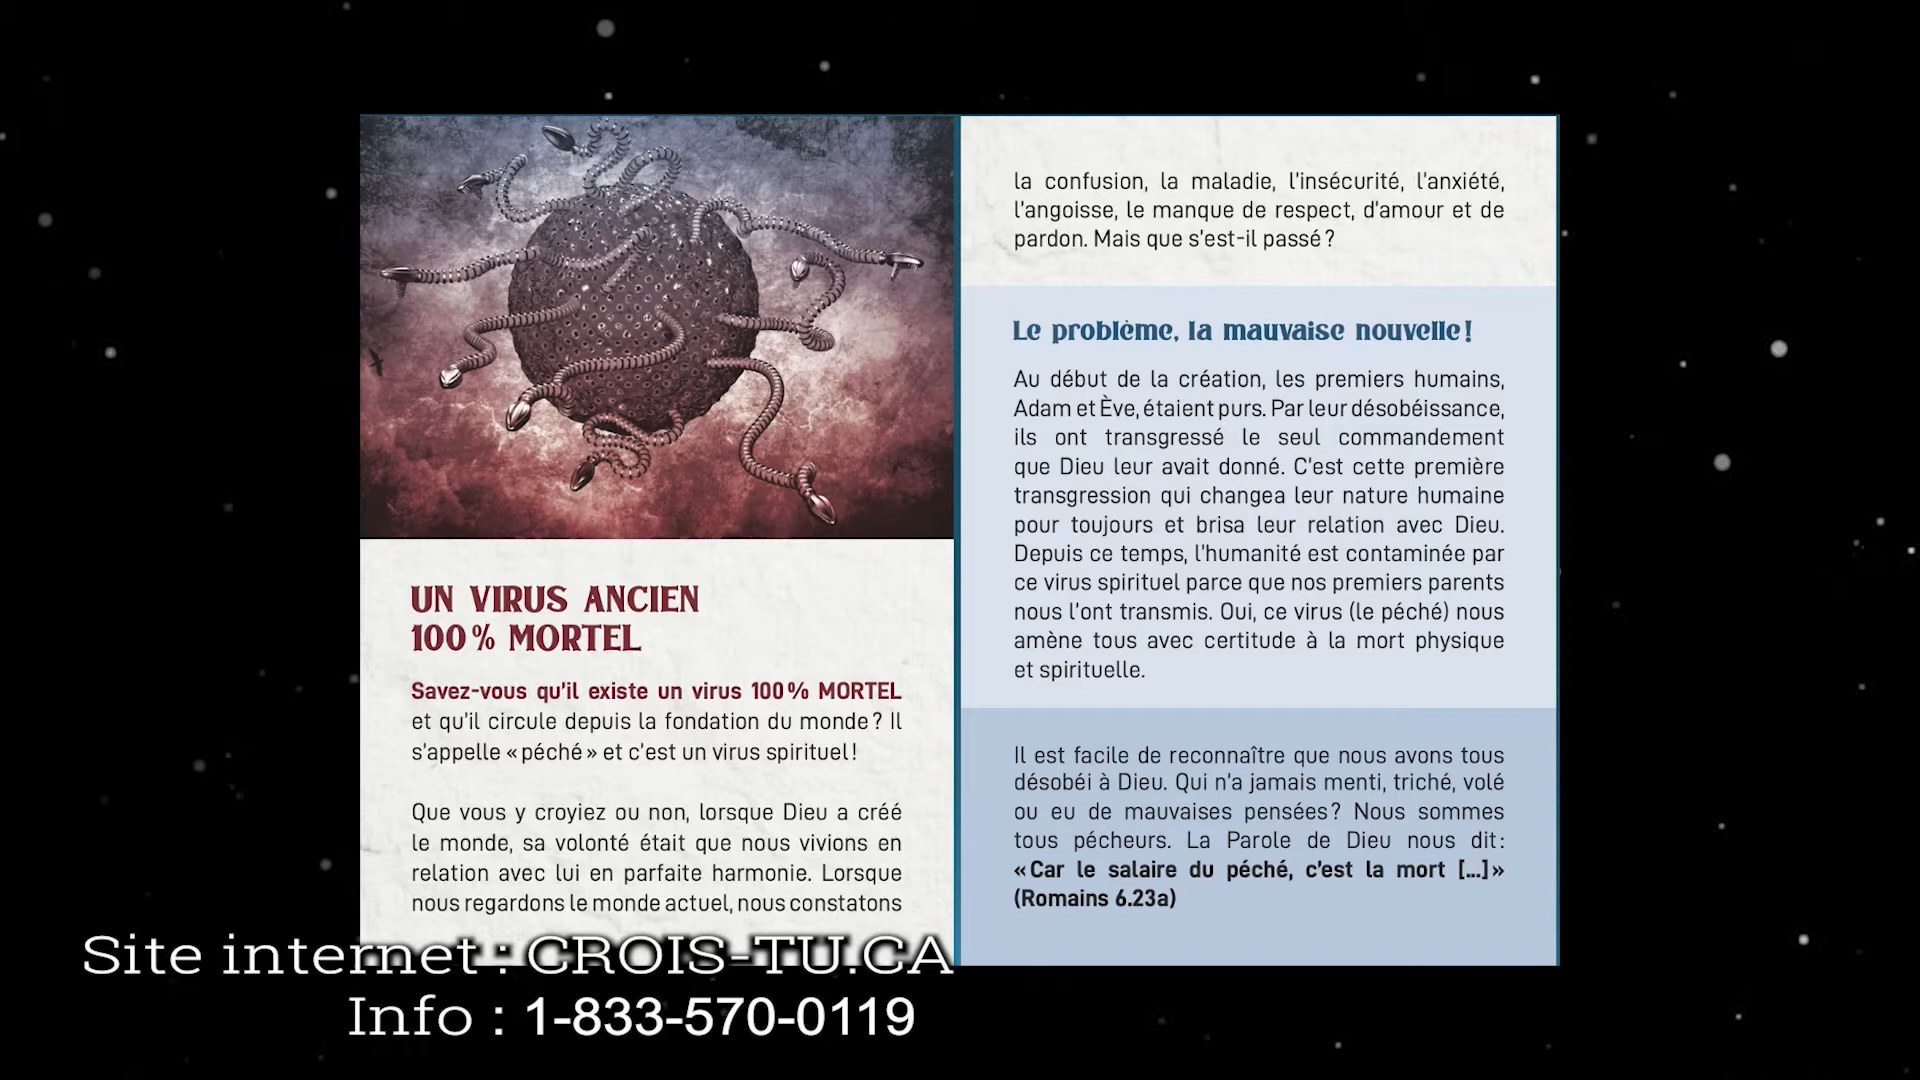 UN VIRUS ANCIEN
100 % MORTEL
Savez-vous qu'il existe un virus 100 % MORTEL
et qu'il circule depuis la fondation du monde ? Il
s'appelle « péché » et c'est un virus spirituel !
Que vous y croyiez ou non, lorsque Dieu a créé
le monde, sa volonté était que nous vivions en
relation avec lui en parfaite harmonie. Lorsque
nous regardons le monde actuel, nous constatons
la confusion, la maladie, l'insécurité, l'anxiété,
l'angoisse, le manque de respect, d'amour et de
pardon. Mais que s'est-il passé ?
Le problème, la mauvaise nouvelle !
Au début de la création, les premiers humains,
Adam et Ève, étaient purs. Par leur désobéissance,
ils ont transgressé le seul commandement
que Dieu leur avait donné. C'est cette première
transgression qui changea leur nature humaine
pour toujours et brisa leur relation avec Dieu.
Depuis ce temps, l'humanité est contaminée par
ce virus spirituel parce que nos premiers parents
nous l'ont transmis. Oui, ce virus (le péché) nous
amène tous avec certitude à la mort physique
et spirituelle.
Il est facile de reconnaître que nous avons tous
désobéi à Dieu. Qui n'a jamais menti, triché, volé
ou eu de mauvaises pensées ? Nous sommes
tous pécheurs. La Parole de Dieu nous dit :
« Car le salaire du péché, c'est la mort [...] »
(Romains 6.23a)
Site internet : CROIS-TU.CA
Info : 1-833-570-0119